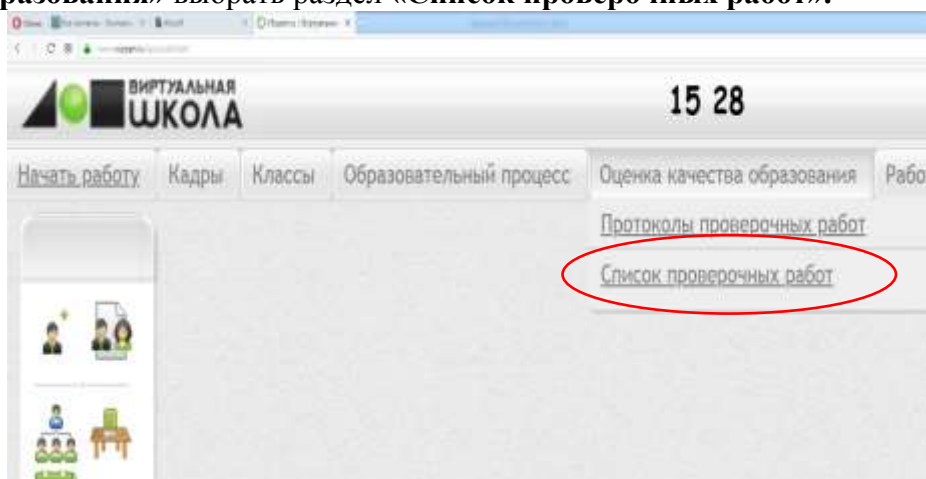 разования» выбрать раздел «Список проверочных работ».
ВИРТУАЛЬНАЯ
ШКОЛА
15 28
Начать работу Кадры Классы Образовательный процесс Оценка качества образования Рабо
Протоколы проверочных работ
Список проверочных работ